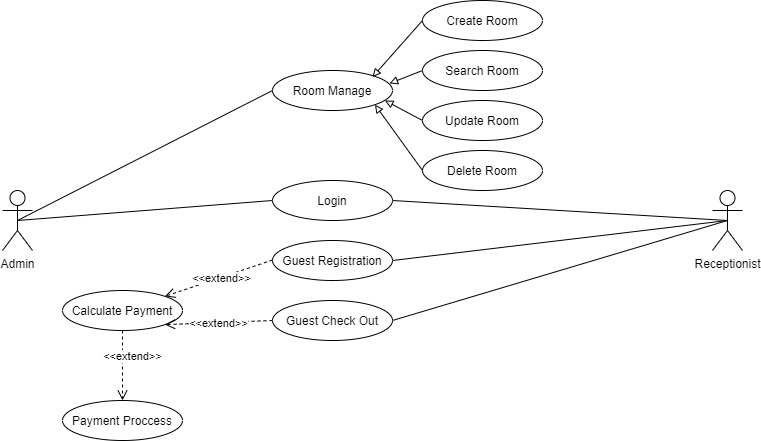 Create Room
Search Room
Room Manage
Update Room
Delete Room
Login
Admin
Receptionist
Guest Registration
<<extend>>
Calculate Payment
<<extend>>
Guest Check Out
<<extend>>
Payment Proccess